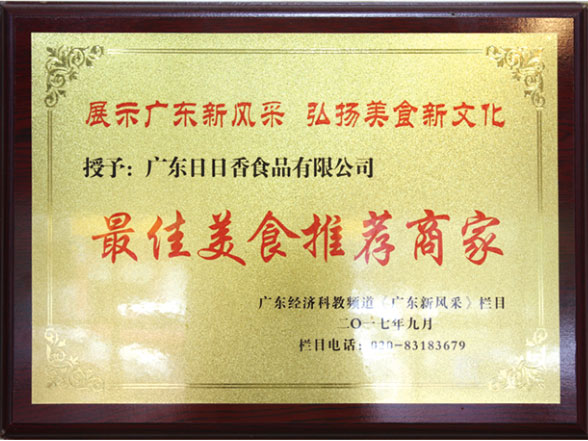 展示广东新风采 弘扬美食新文化
授予：广东日日香食品有限公司
最佳美食推荐商家
广东经济科教频道《广东新风采》栏目
二〇一七年九月
栏目电话：020-83183679